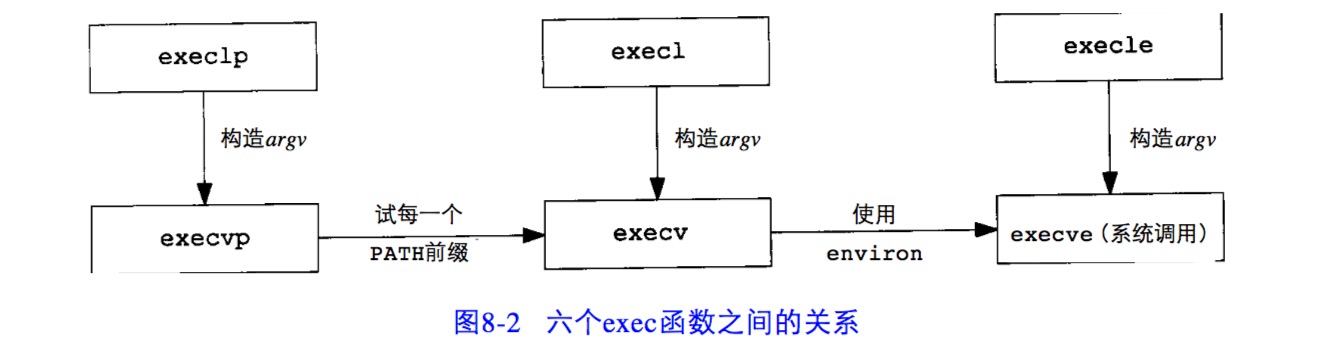 execlp
execl
execle
构造argv
构造argv
构造argv
execvp
试每一个
PATH前缀
execv
使用
environ
execve（系统调用）
图8-2 六个exec函数之间的关系